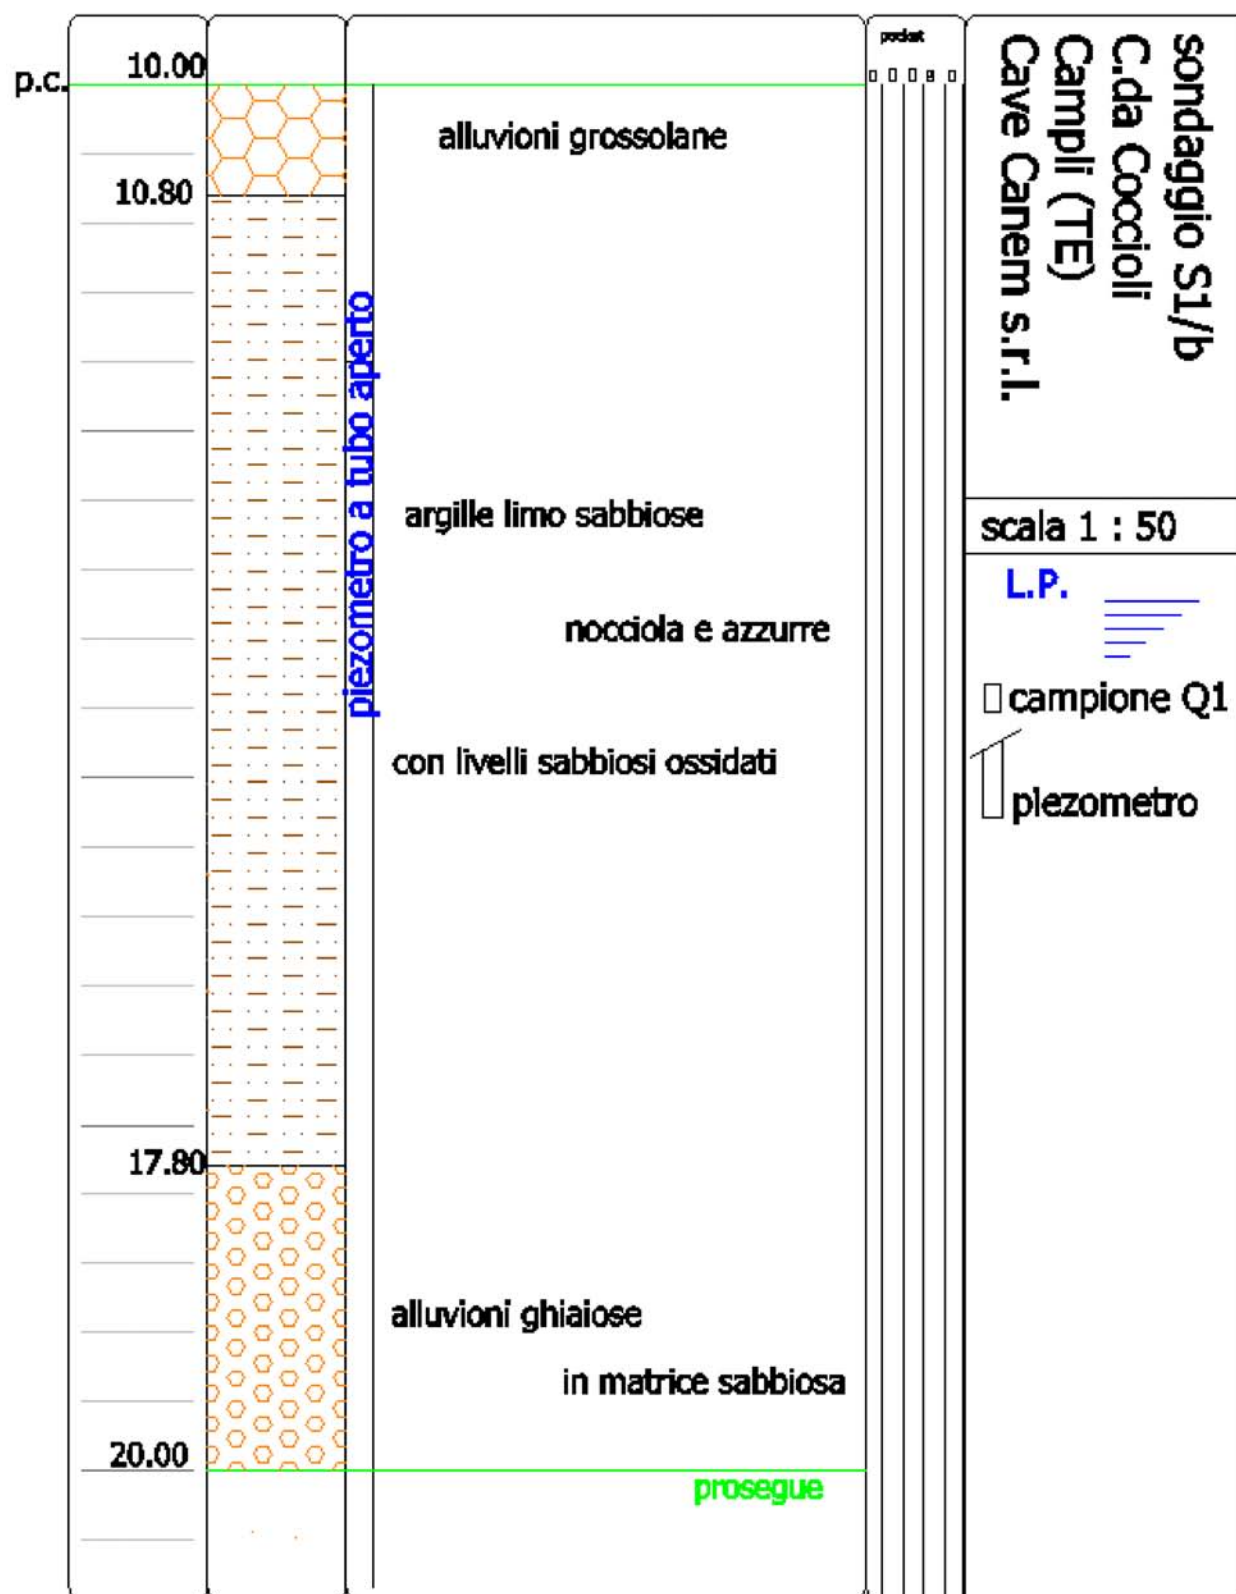 pocket
10.00
p.c.
alluvioni grossolane
10.80
piezometro a tubo aperto
argille limo sabbiose
nocciola e azzurre
con livelli sabbiosi ossidati
17.80
alluvioni ghiaiose
in matrice sabbiosa
20.00
prosegue
sondaggio S1/b
C.da Coccioli
Campli (TE)
Cave Canem s.r.l.
scala 1 : 50
L.P.
campione Q1
piezometro